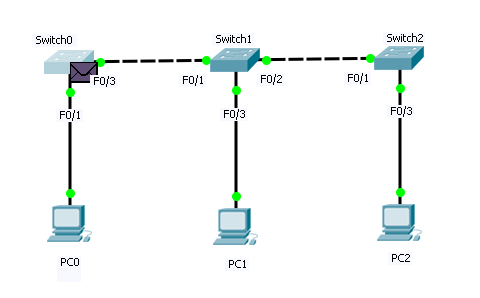 Switch0
Switch1
Switch2
F0/3
F0/1
F0/2
F0/1
F0/1
F0/3
F0/3
PC0
PC1
PC2